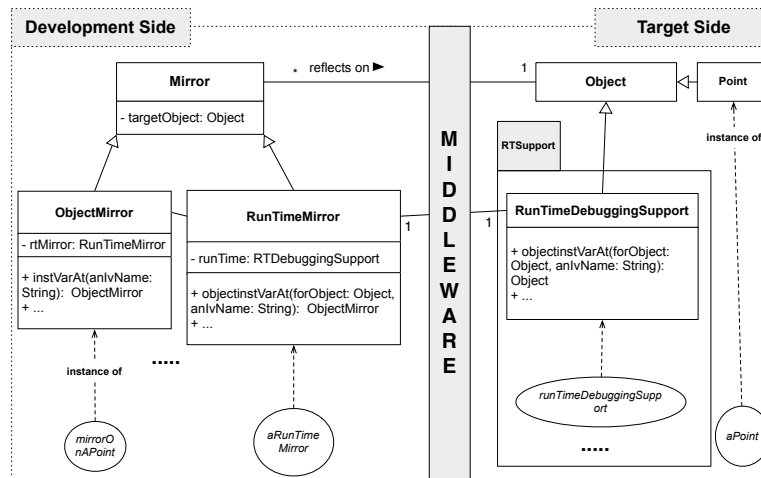 Development Side
Target Side
* reflects on ►
1
Mirror
- targetObject: Object
Object
Point
instance of
RTSupport
MIDDLEWARE
ObjectMirror
- rtMirror: RunTimeMirror
+ instVarAt(anIvName:
String): ObjectMirror
+ ...
RunTimeMirror
- runTime: RTDebuggingSupport
+ objectinstVarAt(forObject: Object,
anIvName: String): ObjectMirror
+ ...
1
1
RunTimeDebuggingSupport
+ objectinstVarAt(forObject:
Object, anIvName: String):
Object
+ ...
instance of
.....
mirrorO
nAPoint
aRunTime
Mirror
runTimeDebuggingSupp
ort
.....
aPoint